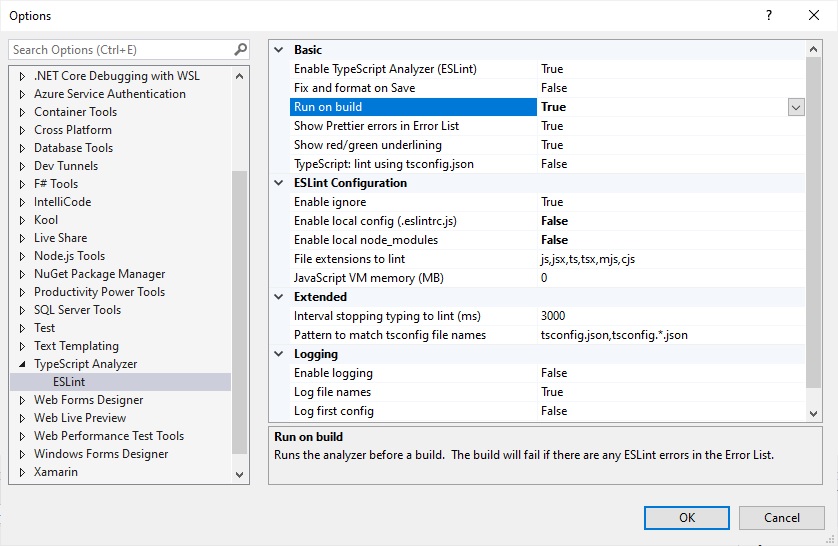 Options
Search Options (Ctrl+E)
.NET Core Debugging with WSL
Azure Service Authentication
Container Tools
Cross Platform
Database Tools
Dev Tunnels
F# Tools
IntelliCode
Kool
Live Share
Node.js Tools
NuGet Package Manager
Productivity Power Tools
SQL Server Tools
Test
Text Templating
TypeScript Analyzer
ESLint
Web Forms Designer
Web Live Preview
Web Performance Test Tools
Windows Forms Designer
Xamarin
Basic
Enable TypeScript Analyzer (ESLint) True
Fix and format on Save False
Run on build True
Show Prettier errors in Error List True
Show red/green underlining True
TypeScript: lint using tsconfig.json False
ESLint Configuration
Enable ignore True
Enable local config (.eslintrc.js) False
Enable local node_modules False
File extensions to lint js,jsx,ts,tsx,mjs,cjs
JavaScript VM memory (MB) 0
Extended
Interval stopping typing to lint (ms) 3000
Pattern to match tsconfig file names tsconfig.json,tsconfig.*.json
Logging
Enable logging False
Log file names True
Log first config False
Run on build
Runs the analyzer before a build. The build will fail if there are any ESLint errors in the Error List.
OK Cancel